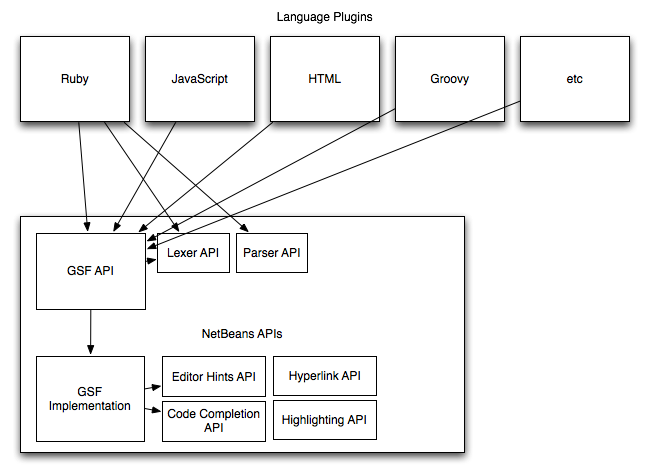 Language Plugins
Ruby
JavaScript
HTML
Groovy
etc
GSF API
Lexer API
Parser API
NetBeans APIs
GSF
Implementation
Editor Hints API
Hyperlink API
Code Completion
API
Highlighting API